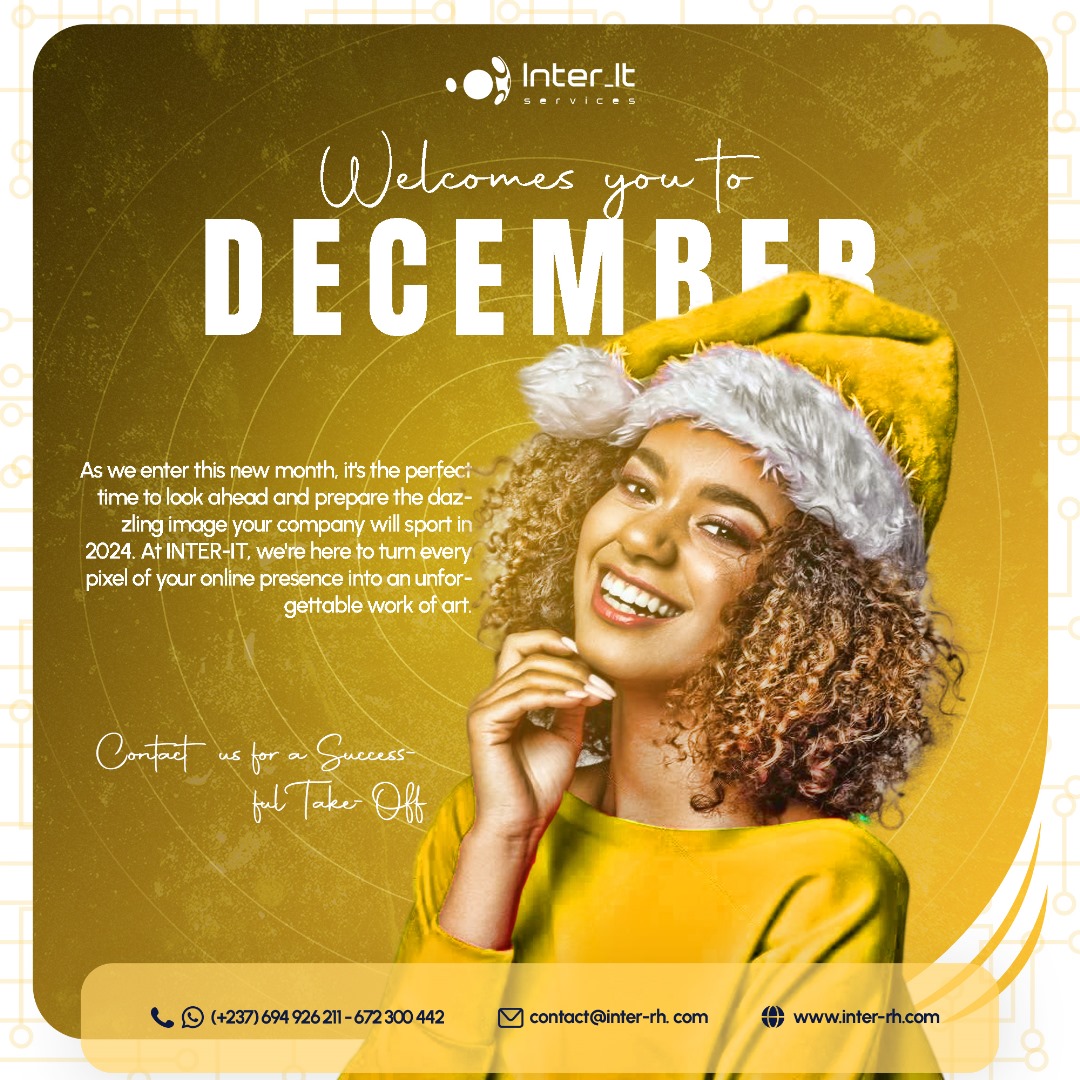 Inter_It
services
Welcomes you to
DECEMBER
As we enter this new month, it's the perfect
time to look ahead and prepare the daz-
zling image your company will sport in
2024. At INTER-IT, we're here to turn every
pixel of your online presence into an unfor-
gettable work of art.
Contact us for a Success-
ful Take- Off
(+237) 694 926 211 - 672 300 442
contact@inter-rh. com
www.inter-rh.com